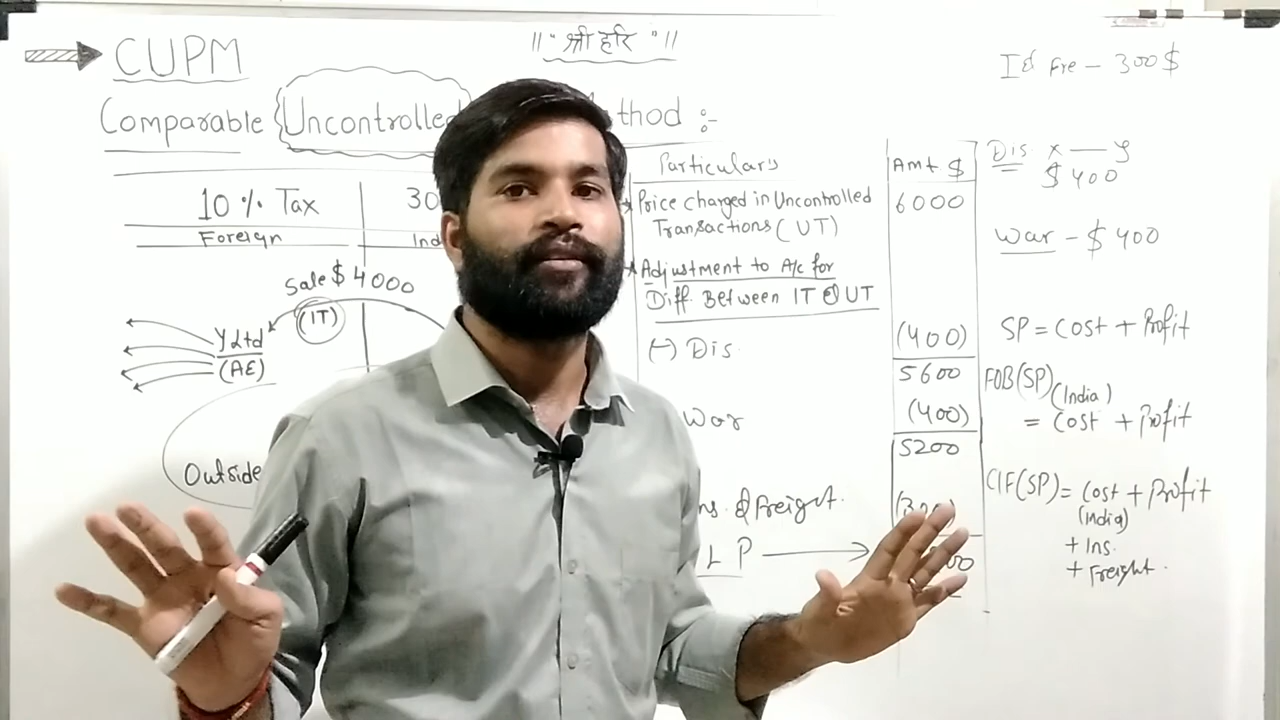 CUPM
|| " श्री हरि " ||
Comparable Uncontrolled thod :-
10 % Tax 30
Foreign Ind
Sale $ 4000
(IT)
Y Ltd
(AE)
Outside
Particulars Amt $
Price charged in Uncontrolled 6000
Transactions (UT)
Adjustment to A/c for
Diff. Between IT & UT
(-) Dis. (400)
5600
War (400)
5200
ns. & Freight.
L P
I & Fre - 300 $
Dis X — Y
$ 400
War - $ 400
SP = Cost + Profit
FOB(SP) (India)
= Cost + Profit
CIF(SP) = Cost + Profit
(India)
+ Ins.
+ Freight.